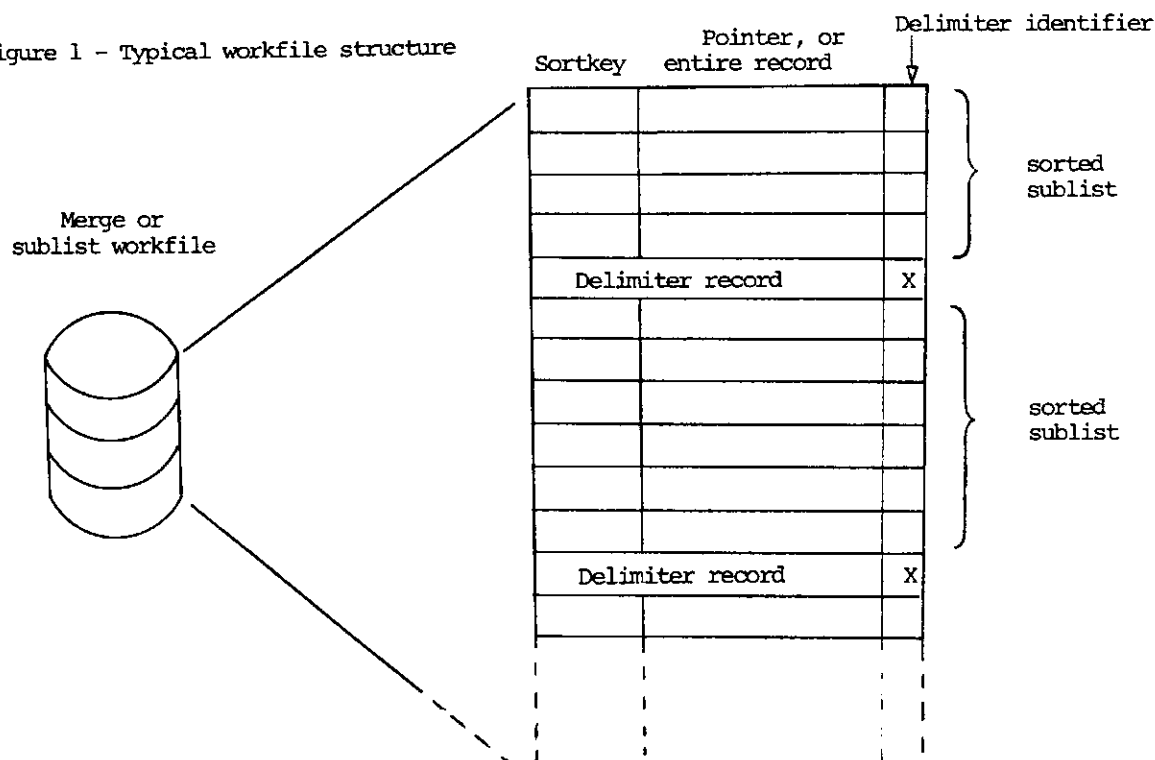 igure 1 - Typical workfile structure
Delimiter identifier
Pointer, or
entire record
Sortkey
sorted
sublist
Merge or
sublist workfile
Delimiter record X
sorted
sublist
Delimiter record X